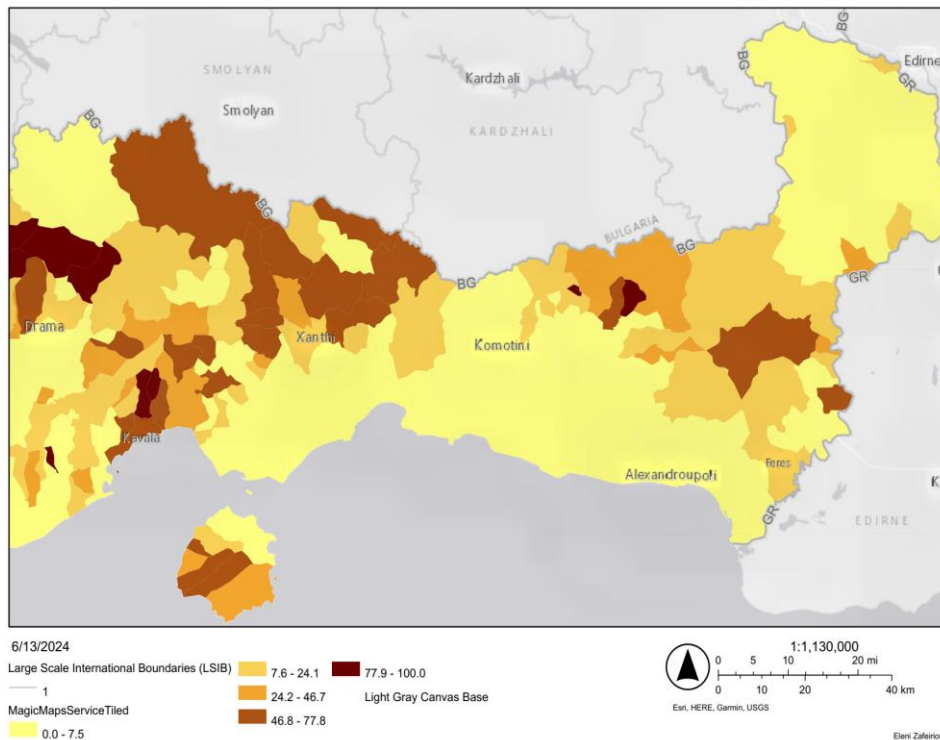 BG
Edirne
SMOLYAN
Kardzhali
BG
GR
Smolyan
BG
KARDZHALI
BG
BULGARIA
BG
BG
GR
Drama
Xanthi
Komotini
Kavala
Alexandroupoli
Feres
K
GR
EDIRNE
6/13/2024
Large Scale International Boundaries (LSIB)
1
MagicMapsServiceTiled
0.0 - 7.5
7.6 - 24.1
24.2 - 46.7
46.8 - 77.8
77.9 - 100.0
Light Gray Canvas Base
1:1,130,000
0 5 10 20 mi
0 10 20 40 km
Esri, HERE, Garmin, USGS
Eleni Zafeiriou